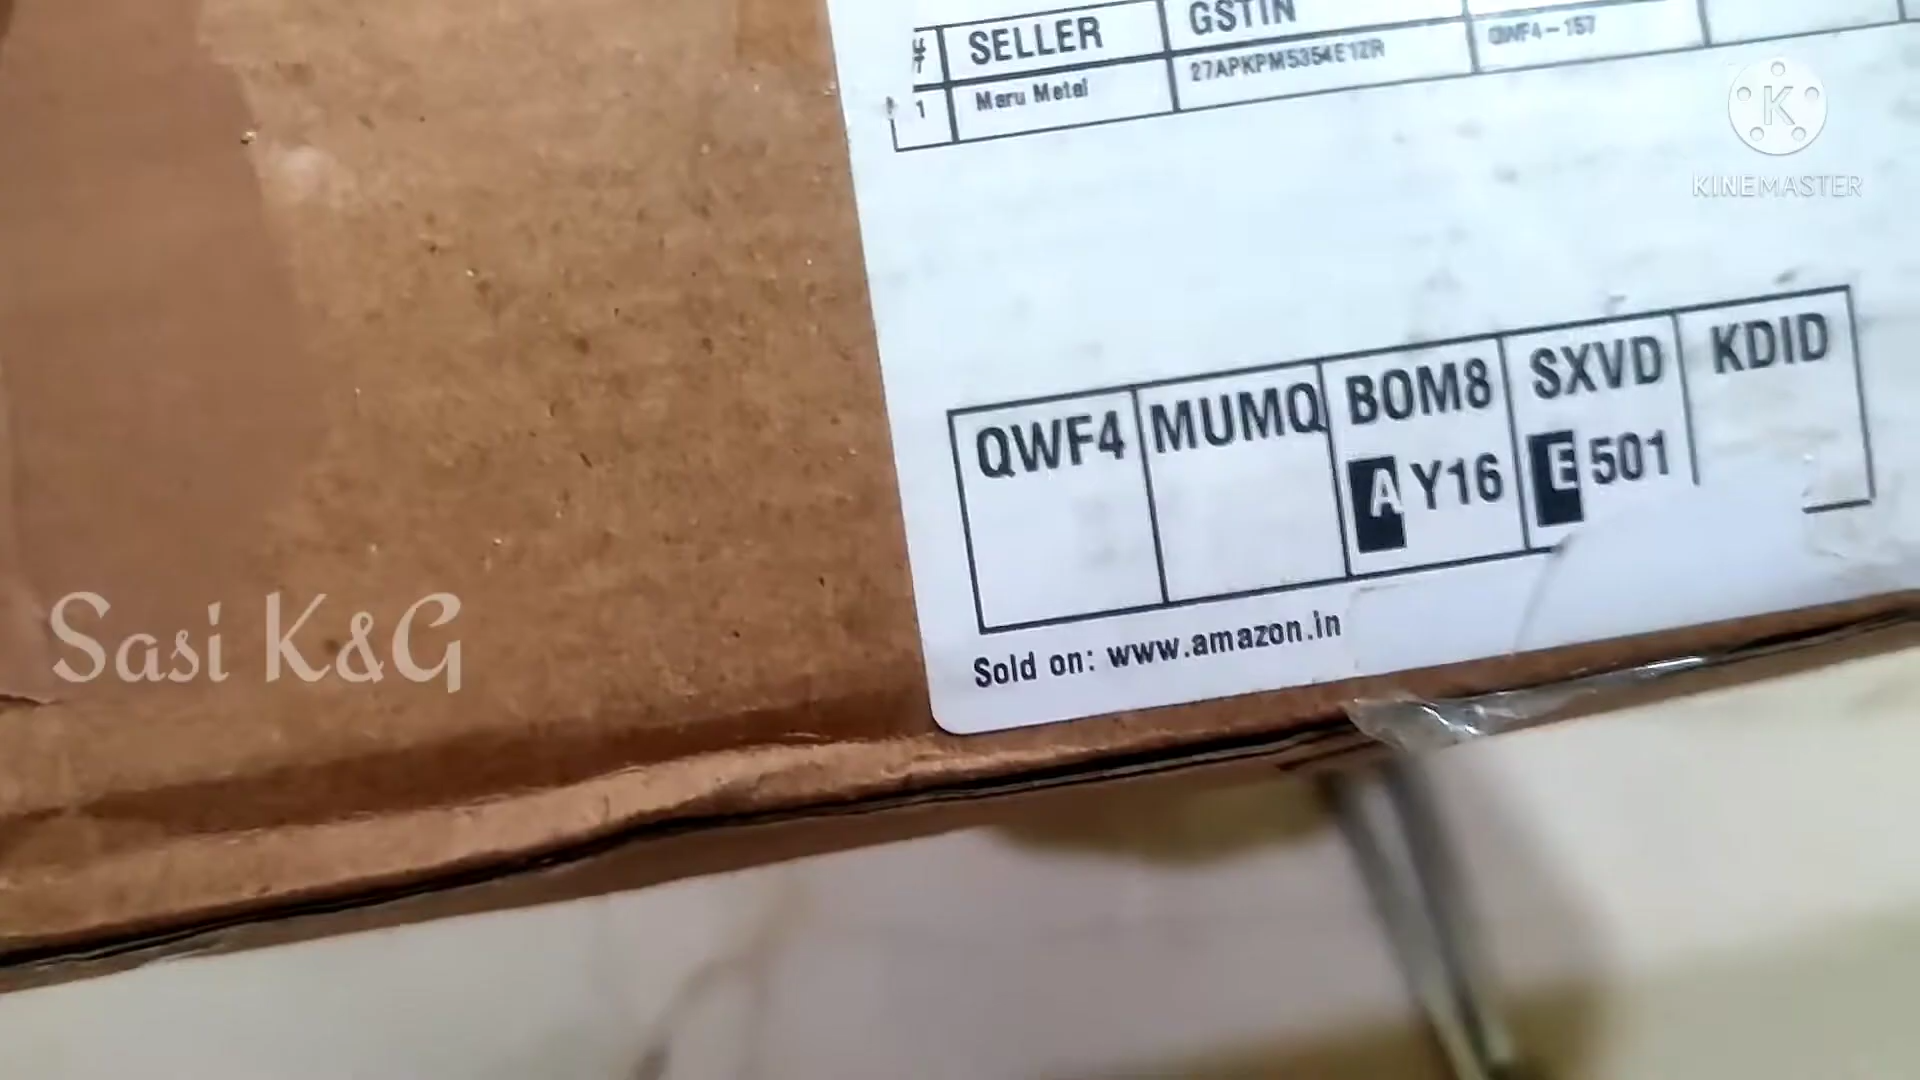 # SELLER GSTIN
1 Maru Metal 27APKPM5354E1ZR QWF4-157
K
KINEMASTER
QWF4 MUMQ BOM8 SXVD KDID
A Y16 E 501
Sold on: www.amazon.in
Sasi K&G